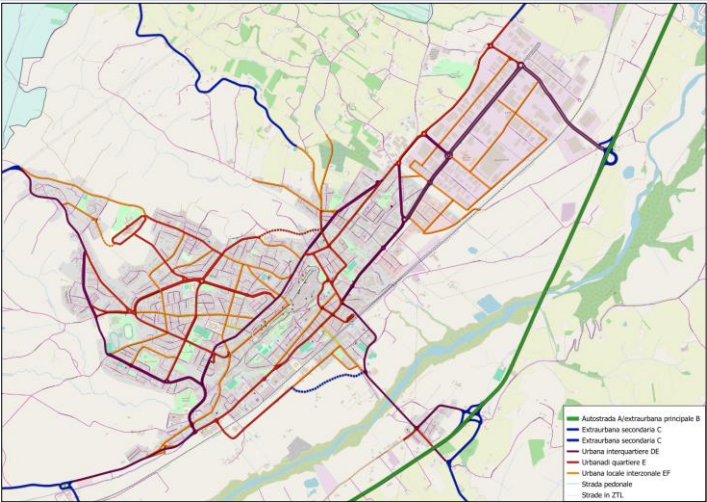 Autostrada A/extraurbana principale B
Extraurbana secondaria C
Extraurbana secondaria C
Urbana interquartiere DE
Urbanadi quartiere E
Urbana locale interzonale EF
Strada pedonale
Strade in ZTL